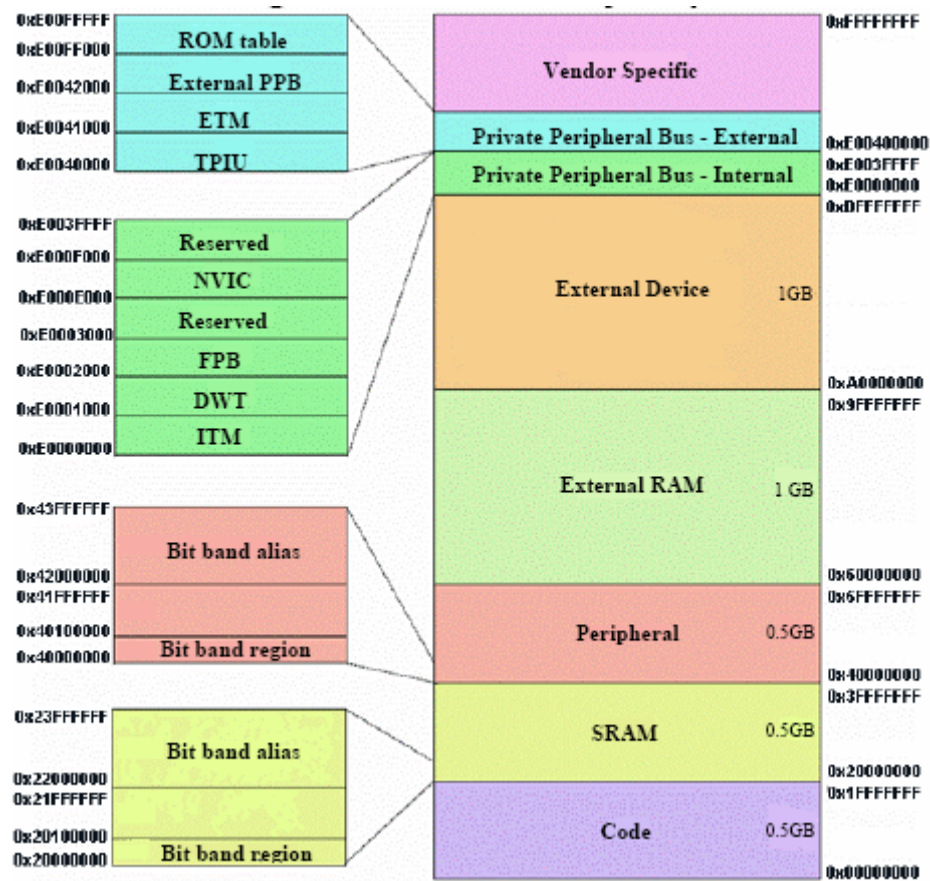 0xE00FFFFF
ROM table
0xE00FF000
External PPB
0xE0042000
ETM
0xE0041000
TPIU
0xE0040000
0xE003FFFF
Reserved
0xE000F000
NVIC
0xE000E000
Reserved
0xE0003000
FPB
0xE0002000
DWT
0xE0001000
ITM
0xE0000000
0x43FFFFFF
Bit band alias
0x42000000
0x41FFFFFF
0x40100000
Bit band region
0x40000000
0x23FFFFFF
Bit band alias
0x22000000
0x21FFFFFF
0x20100000
Bit band region
0x20000000
0xFFFFFFFF
Vendor Specific
Private Peripheral Bus - External
0xE00400000
0xE003FFFF
Private Peripheral Bus - Internal
0xE0000000
0xDFFFFFFF
External Device 1GB
0xA0000000
0x9FFFFFFF
External RAM 1 GB
0x60000000
0x6FFFFFFF
Peripheral 0.5GB
0x40000000
0x3FFFFFFF
SRAM 0.5GB
0x20000000
0x1FFFFFFF
Code 0.5GB
0x00000000